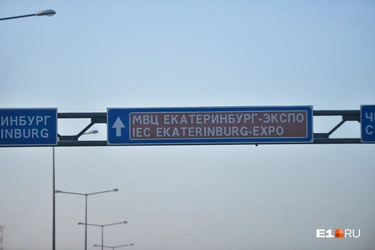 ИНБУРГ
INBURG
МВЦ ЕКАТЕРИНБУРГ-ЭКСПО
IEC EKATERINBURG-EXPO
E1.RU